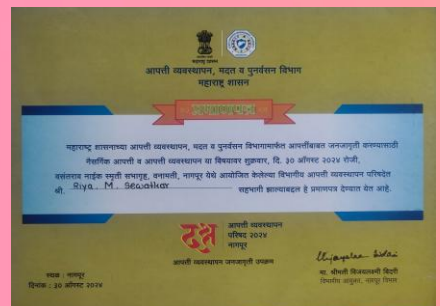 महाराष्ट्र शासन
आपत्ती व्यवस्थापन, मदत व पुनर्वसन विभाग
महाराष्ट्र शासन
प्रमाणपत्र
महाराष्ट्र शासनाच्या आपत्ती व्यवस्थापन, मदत व पुनर्वसन विभागामार्फत आपत्तींबाबत जनजागृती करण्यासाठी
नैसर्गिक आपत्ती व आपत्ती व्यवस्थापन या विषयावर शुक्रवार, दि. ३० ऑगस्ट २०२४ रोजी,
वसंतराव नाईक स्मृती सभागृह, वनामती, नागपूर येथे आयोजित केलेल्या विभागीय आपत्ती व्यवस्थापन परिषदेत
श्री. Riya. M. Sewatkar सहभागी झाल्याबद्दल हे प्रमाणपत्र देण्यात येत आहे.
दक्ष
आपत्ती व्यवस्थापन
परिषद २०२४
नागपूर
आपत्ती व्यवस्थापन जनजागृती उपक्रम
स्थळ : नागपूर
दिनांक : ३० ऑगस्ट २०२४
Vijayalaxmi Bidari
मा. श्रीमती विजयलक्ष्मी बिदरी
विभागीय आयुक्त, नागपूर विभाग